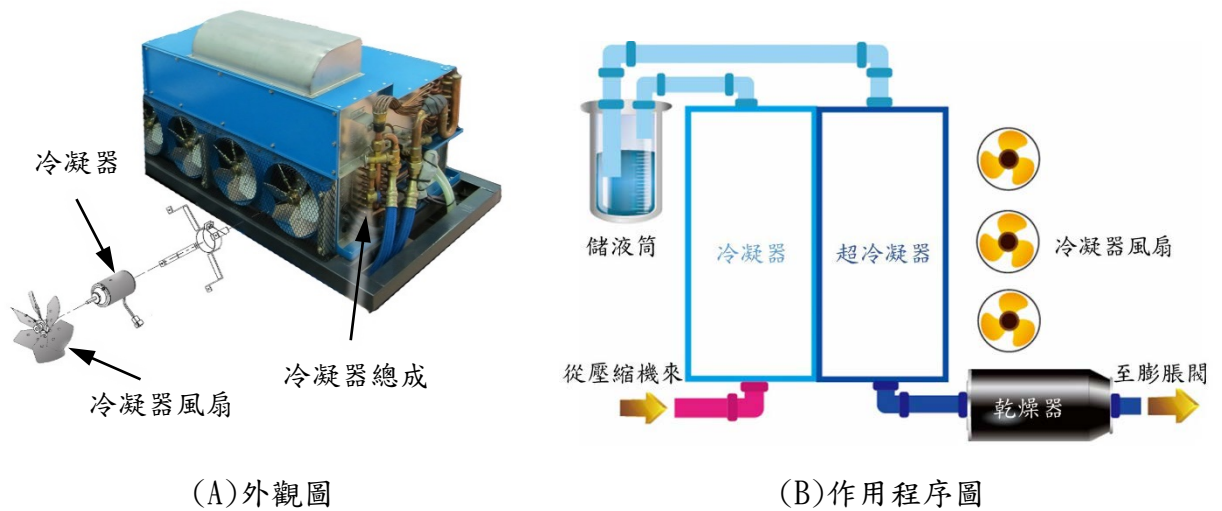 冷凝器
冷凝器風扇
冷凝器總成
(A)外觀圖
儲液筒
冷凝器
超冷凝器
冷凝器風扇
從壓縮機來
乾燥器
至膨脹閥
(B)作用程序圖